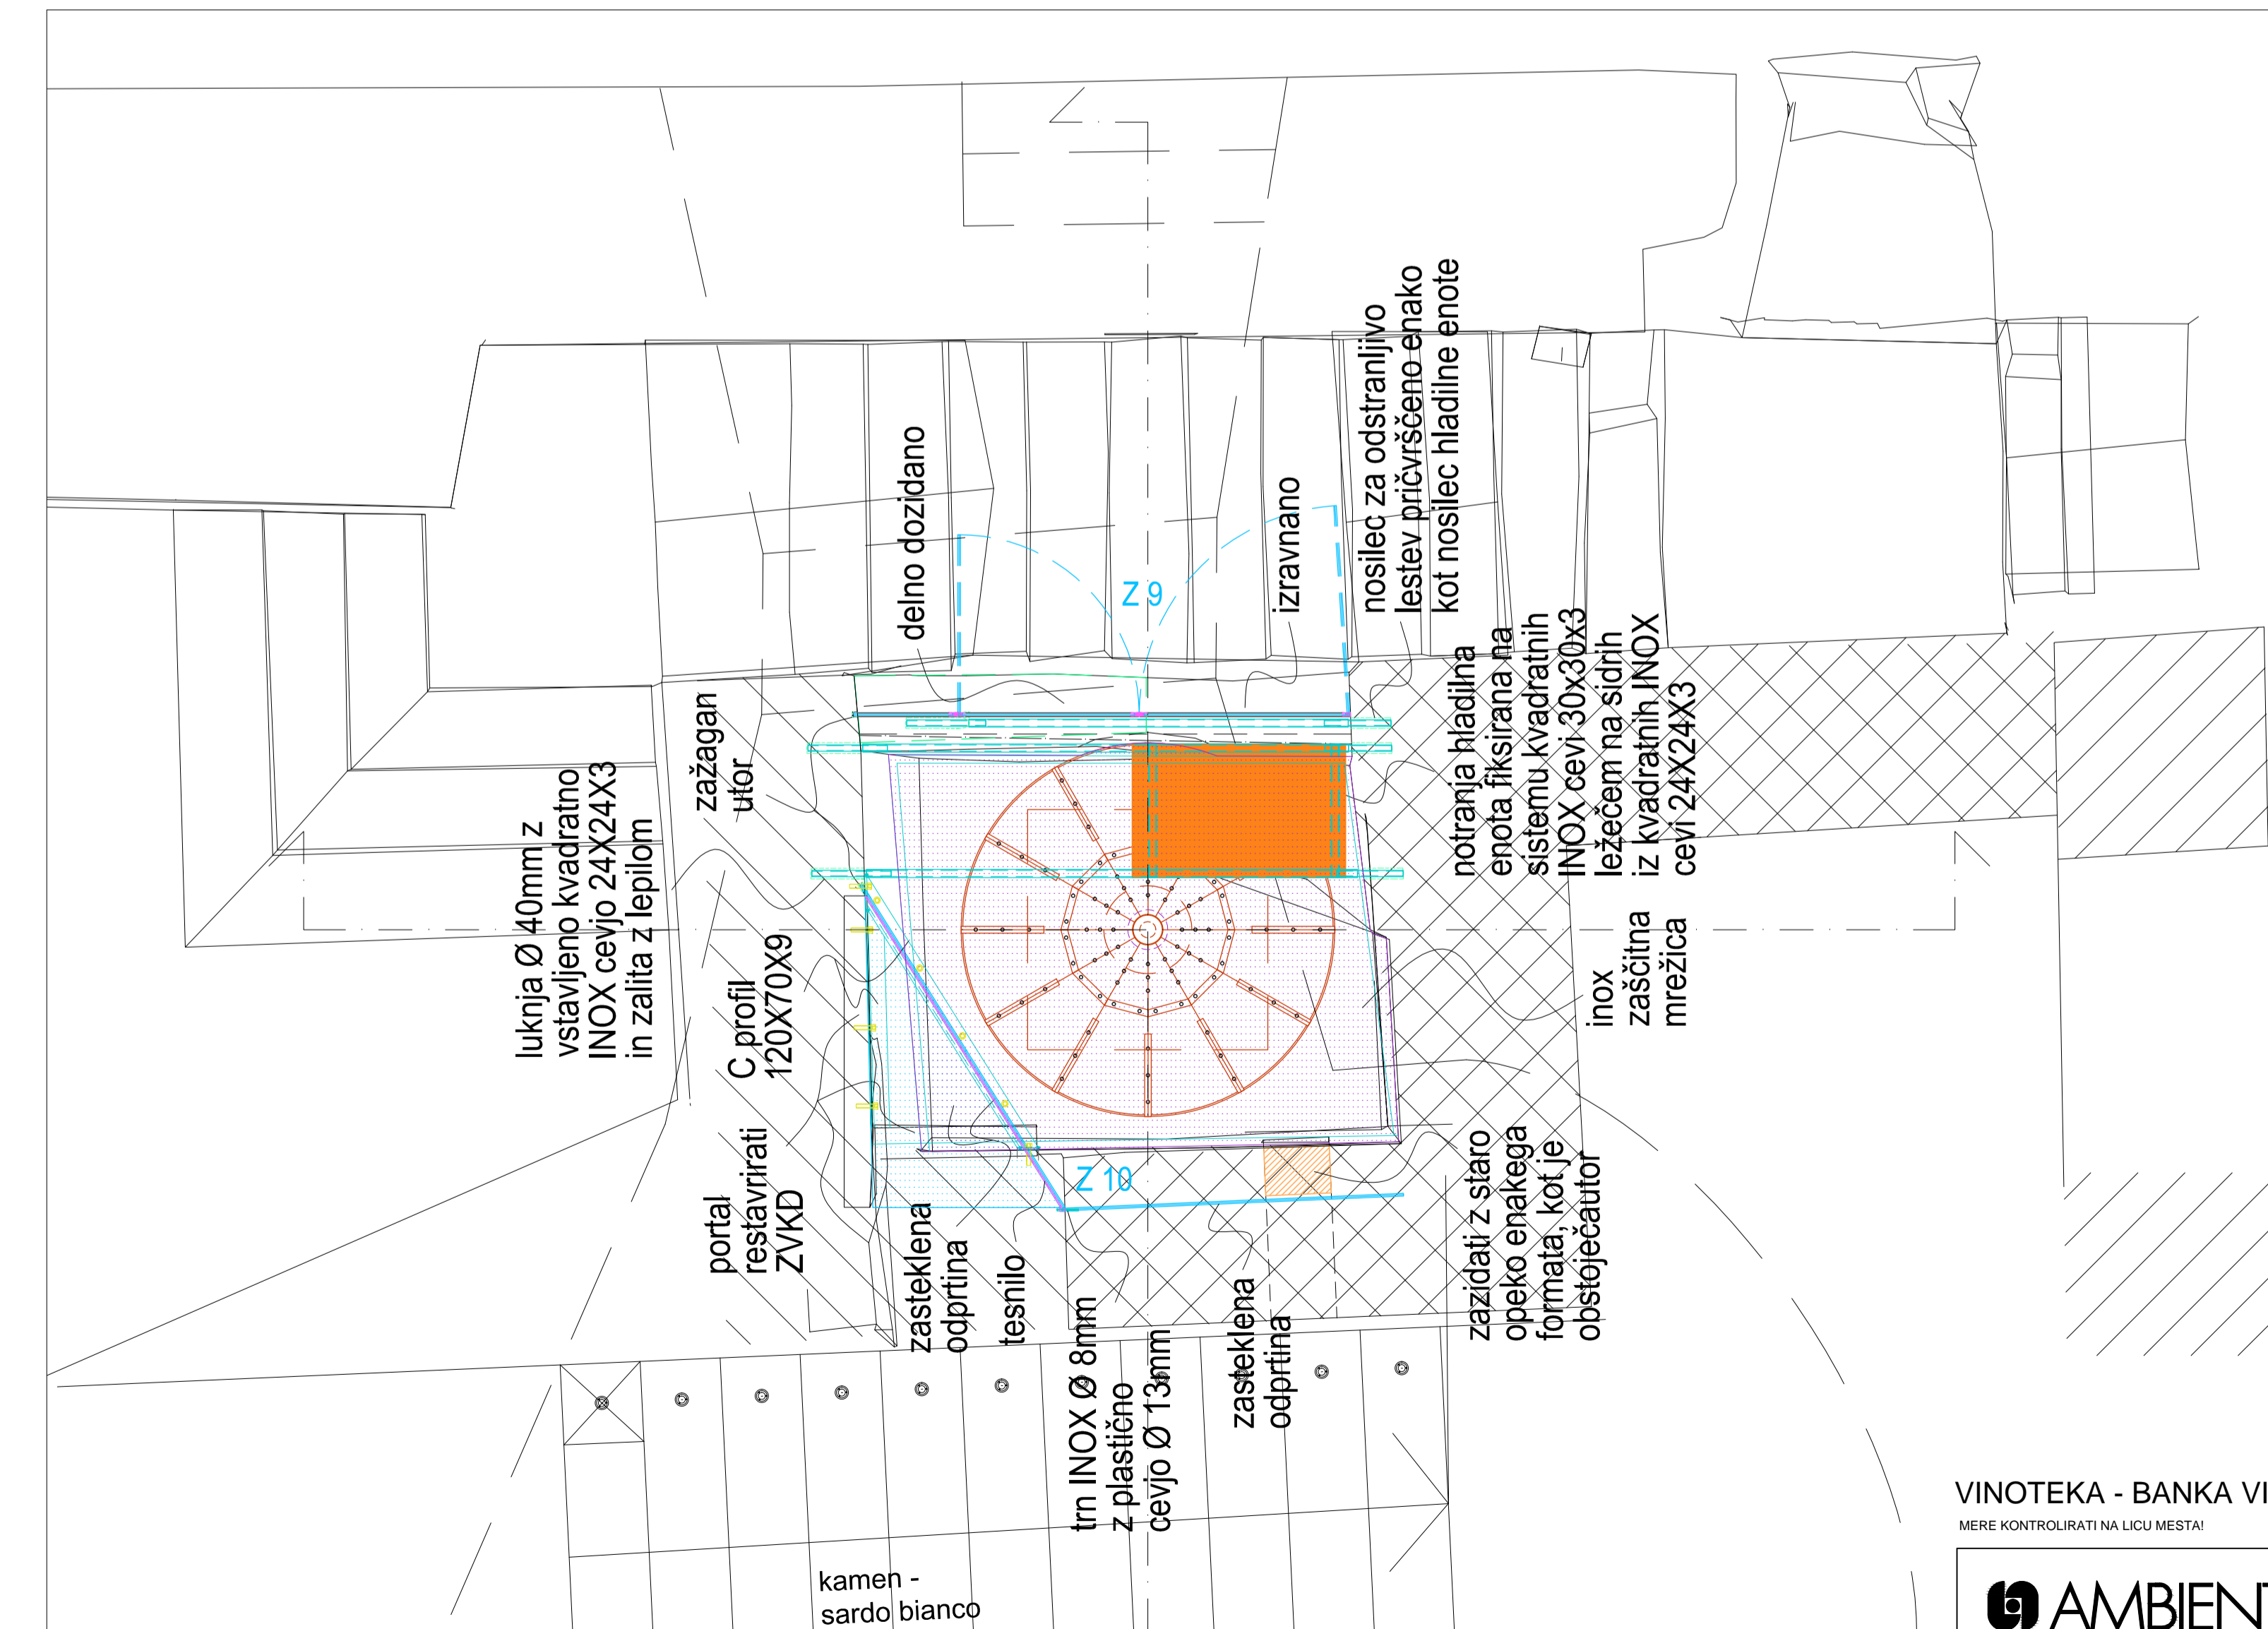 luknja Ø 40mm z
vstavljeno kvadratno
INOX cevjo 24X24X3
in zalita z lepilom
zažagan
utor
delno dozidano
Z 9
izravnano
nosilec za odstranljivo
lestev pričvrščeno enako
kot nosilec hladilne enote
notranja hladilna
enota fiksirana na
sistemu kvadratnih
INOX cevi 30x30x3
ležečem na sidrih
iz kvadratnih INOX
cevi 24X24X3
C profil
120X70X9
inox
zaščitna
mrežica
portal
restavrirati
ZVKD
zasteklena
odprtina
tesnilo
Z 10
trn INOX Ø 8mm
z plastično
cevjo Ø 13mm
zasteklena
odprtina
zazidati z staro
opeko enakega
formata, kot je
obstoječautor
kamen -
sardo bianco
VINOTEKA - BANKA VI
MERE KONTROLIRATI NA LICU MESTA!
AMBIENT